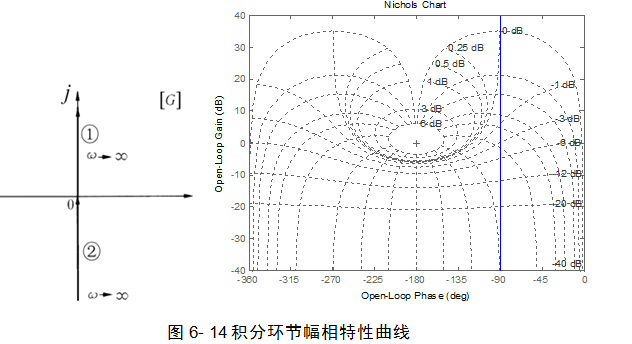 Nichols Chart
j
[G]
①
ω→∞
0
②
ω→∞
Open-Loop Gain (dB)
40
30
20
10
0
-10
-20
-30
-40
0 dB
0.25 dB
0.5 dB
1 dB
3 dB
6 dB
-1 dB
-3 dB
-6 dB
-12 dB
-20 dB
-40 dB
-360
-315
-270
-225
-180
-135
-90
-45
0
Open-Loop Phase (deg)
图 6- 14 积分环节幅相特性曲线